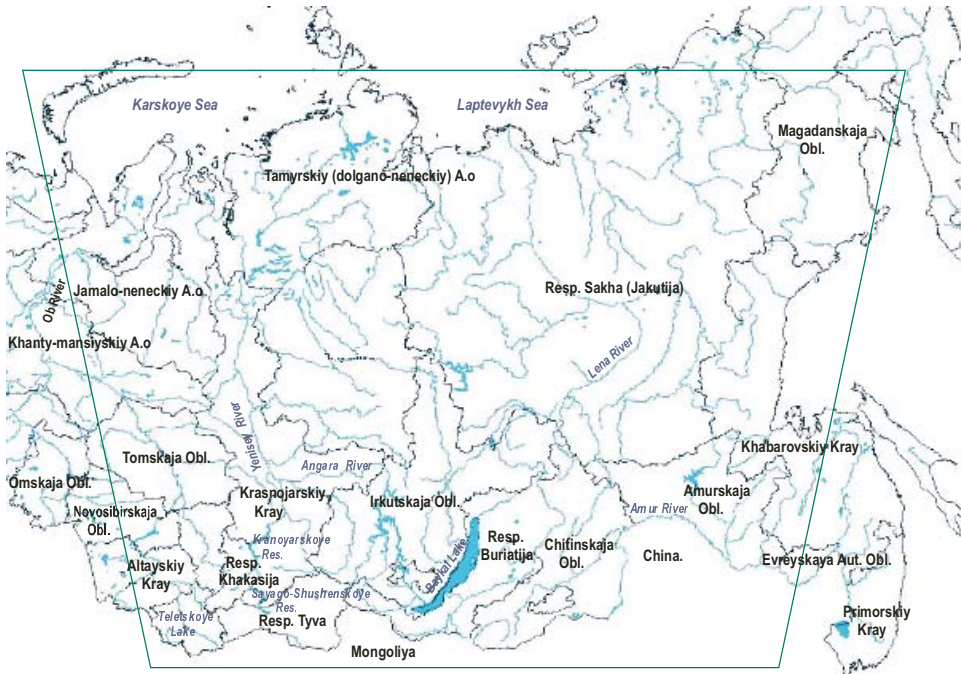 Karskoye Sea
Laptevykh Sea
Magadanskaja
Obl.
Tamyrskiy (dolgano-neneckiy) A.o
Ob River
Jamalo-neneckiy A.o
Resp. Sakha (Jakutija)
Khanty-mansiyskiy A.o
Lena River
Yenisey River
Tomskaja Obl.
Angara River
Khabarovskiy Kray
Omskaja Obl.
Krasnojarskiy
Kray
Irkutskaja Obl.
Amurskaja
Obl.
Amur River
Novosibirskaja
Obl.
Kranoyarskoye
Res.
Baykal Lake
Resp.
Buriatija
Chitinskaja
Obl.
China.
Evreyskaya Aut. Obl.
Altayskiy
Kray
Resp.
Khakasija
Sayago-Shushenskoye
Res.
Teletskoye
Lake
Resp. Tyva
Primorskiy
Kray
Mongoliya